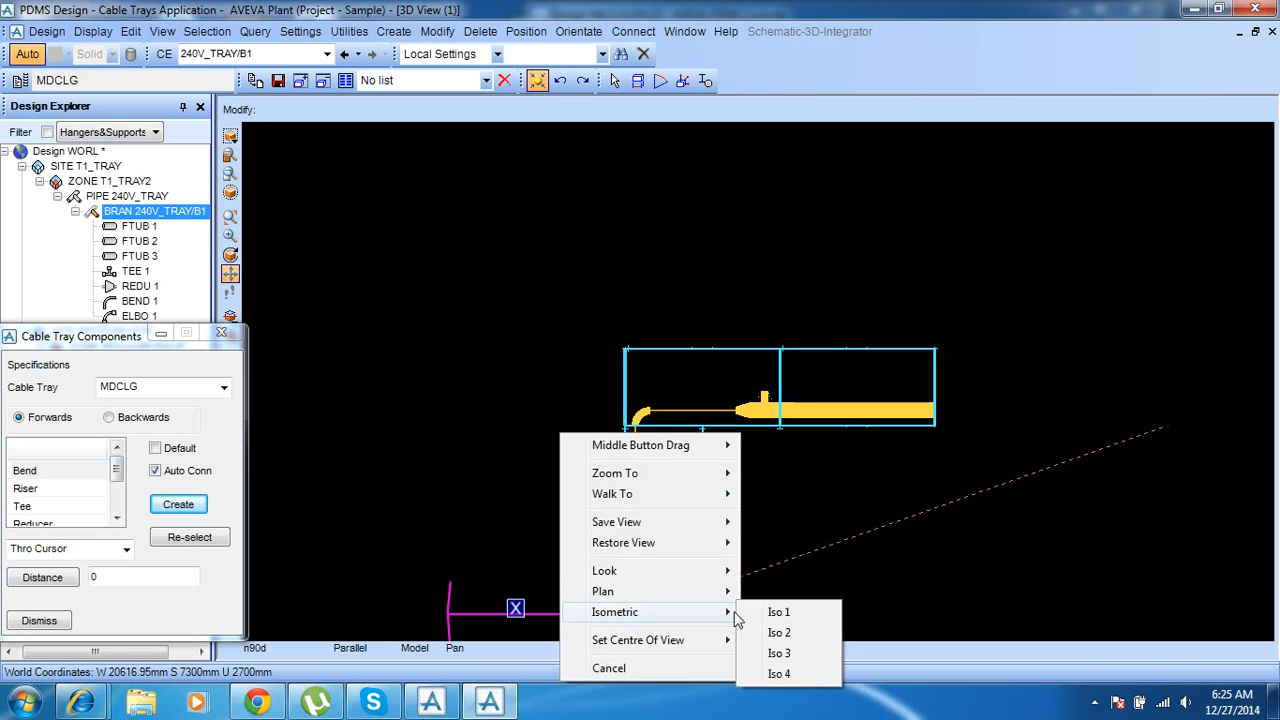 PDMS Design - Cable Trays Application - AVEVA Plant (Project - Sample) - [3D View (1)]
Design Display Edit View Selection Query Settings Utilities Create Modify Delete Position Orientate Connect Window Help Schematic-3D-Integrator
Auto Solid CE 240V_TRAY/B1 Local Settings
MDCLG No list
Design Explorer
Modify:
Filter Hangers&Supports
Design WORL *
SITE T1_TRAY
ZONE T1_TRAY2
PIPE 240V_TRAY
BRAN 240V_TRAY/B1
FTUB 1
FTUB 2
FTUB 3
TEE 1
REDU 1
BEND 1
ELBO 1
Cable Tray Components
Specifications
Cable Tray MDCLG
Forwards Backwards
Default
Bend Auto Conn
Riser
Tee Create
Reducer
Re-select
Thro Cursor
Distance 0
Dismiss
Middle Button Drag
Zoom To
Walk To
Save View
Restore View
Look
Plan
Isometric
Set Centre Of View
Cancel
Iso 1
Iso 2
Iso 3
Iso 4
X
n90d Parallel Model Pan
World Coordinates: W 20616.95mm S 7300mm U 2700mm
6:25 AM
12/27/2014